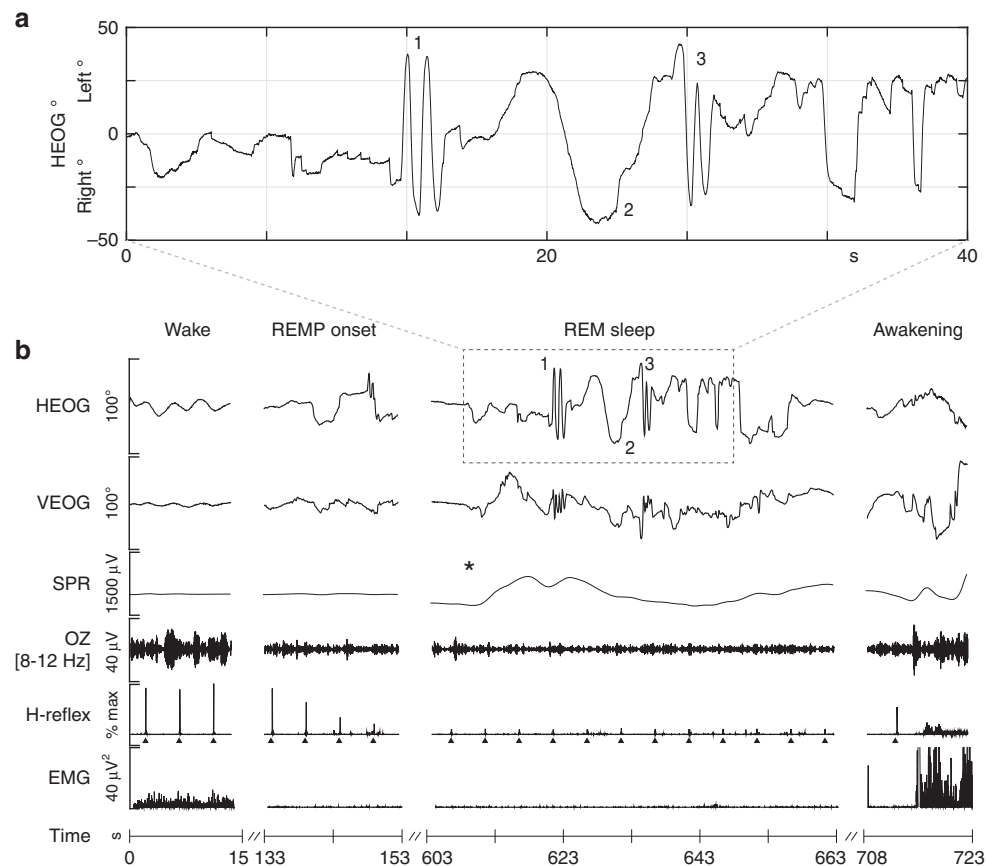 a
50
1
3
HEOG ° Right ° Left °
0
2
–50
0 20 s 40
Wake REMP onset REM sleep Awakening
b
1 3
HEOG 100°
2
VEOG 100°
*
SPR 1500 µV
OZ
[8-12 Hz] 40 µV
H-reflex % max
EMG 40 µV²
Time s // // //
0 15 133 153 603 623 643 663 708 723